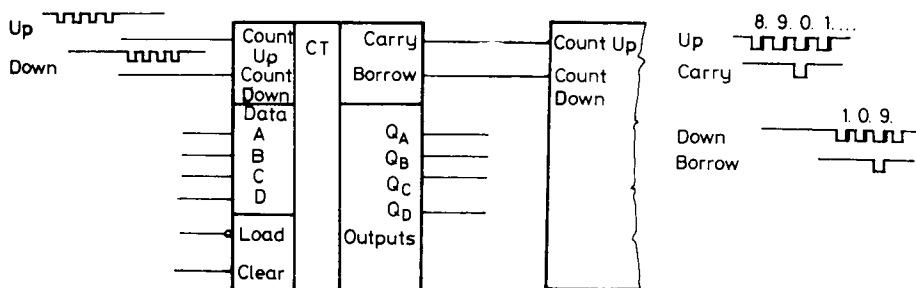 Up
Down
Count
Up
Count
Down
Data
A
B
C
D
Load
Clear
CT
Carry
Borrow
QA
QB
QC
QD
Outputs
Count Up
Count
Down
8. 9. 0. 1....
Up
Carry
1. 0. 9.
Down
Borrow